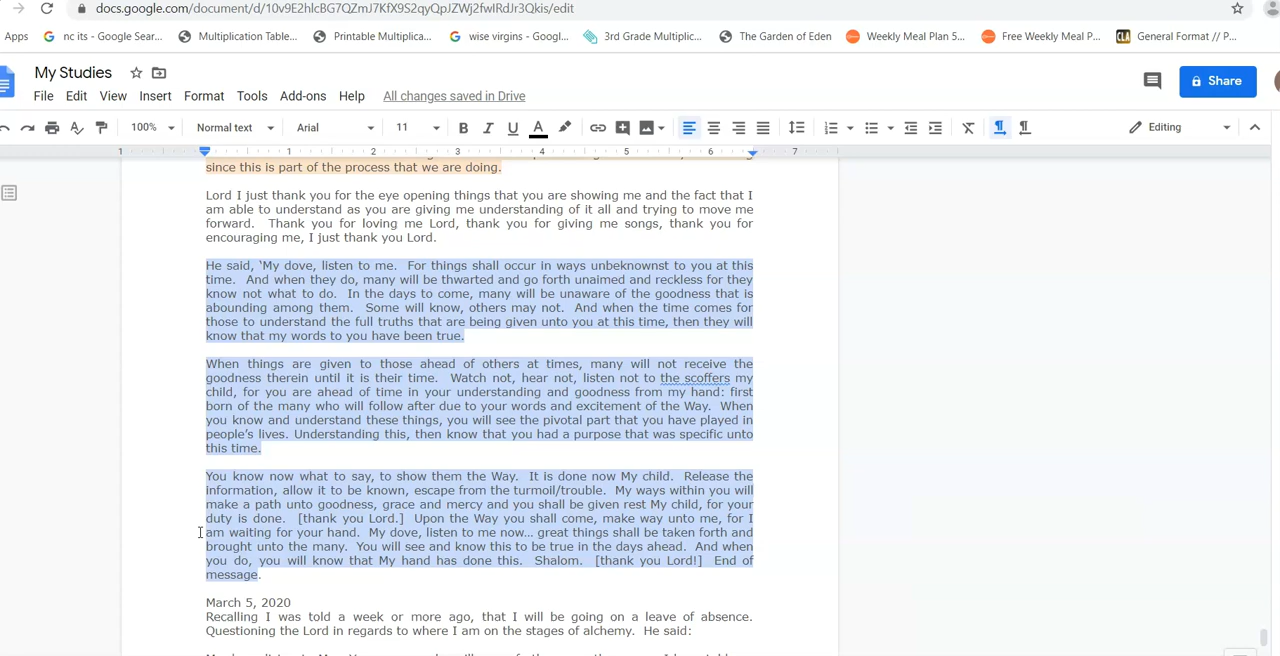 docs.google.com/document/d/10v9E2hlcBG7QZmJ7KfX9S2qyQpJZWj2fwIRdJr3Qkis/edit
Apps nc its - Google Sear... Multiplication Table... Printable Multiplica... wise virgins - Googl... 3rd Grade Multiplic... The Garden of Eden Weekly Meal Plan 5... Free Weekly Meal P... CLA General Format // P...
My Studies
Share
File Edit View Insert Format Tools Add-ons Help All changes saved in Drive
100% Normal text Arial 11 B I U A Editing
1 1 2 3 4 5 6 7
since this is part of the process that we are doing.
Lord I just thank you for the eye opening things that you are showing me and the fact that I
am able to understand as you are giving me understanding of it all and trying to move me
forward. Thank you for loving me Lord, thank you for giving me songs, thank you for
encouraging me, I just thank you Lord.
He said, ‘My dove, listen to me. For things shall occur in ways unbeknownst to you at this
time. And when they do, many will be thwarted and go forth unaimed and reckless for they
know not what to do. In the days to come, many will be unaware of the goodness that is
abounding among them. Some will know, others may not. And when the time comes for
those to understand the full truths that are being given unto you at this time, then they will
know that my words to you have been true.
When things are given to those ahead of others at times, many will not receive the
goodness therein until it is their time. Watch not, hear not, listen not to the scoffers my
child, for you are ahead of time in your understanding and goodness from my hand: first
born of the many who will follow after due to your words and excitement of the Way. When
you know and understand these things, you will see the pivotal part that you have played in
people’s lives. Understanding this, then know that you had a purpose that was specific unto
this time.
You know now what to say, to show them the Way. It is done now My child. Release the
information, allow it to be known, escape from the turmoil/trouble. My ways within you will
make a path unto goodness, grace and mercy and you shall be given rest My child, for your
duty is done. [thank you Lord.] Upon the Way you shall come, make way unto me, for I
am waiting for your hand. My dove, listen to me now... great things shall be taken forth and
brought unto the many. You will see and know this to be true in the days ahead. And when
you do, you will know that My hand has done this. Shalom. [thank you Lord!] End of
message.
March 5, 2020
Recalling I was told a week or more ago, that I will be going on a leave of absence.
Questioning the Lord in regards to where I am on the stages of alchemy. He said: